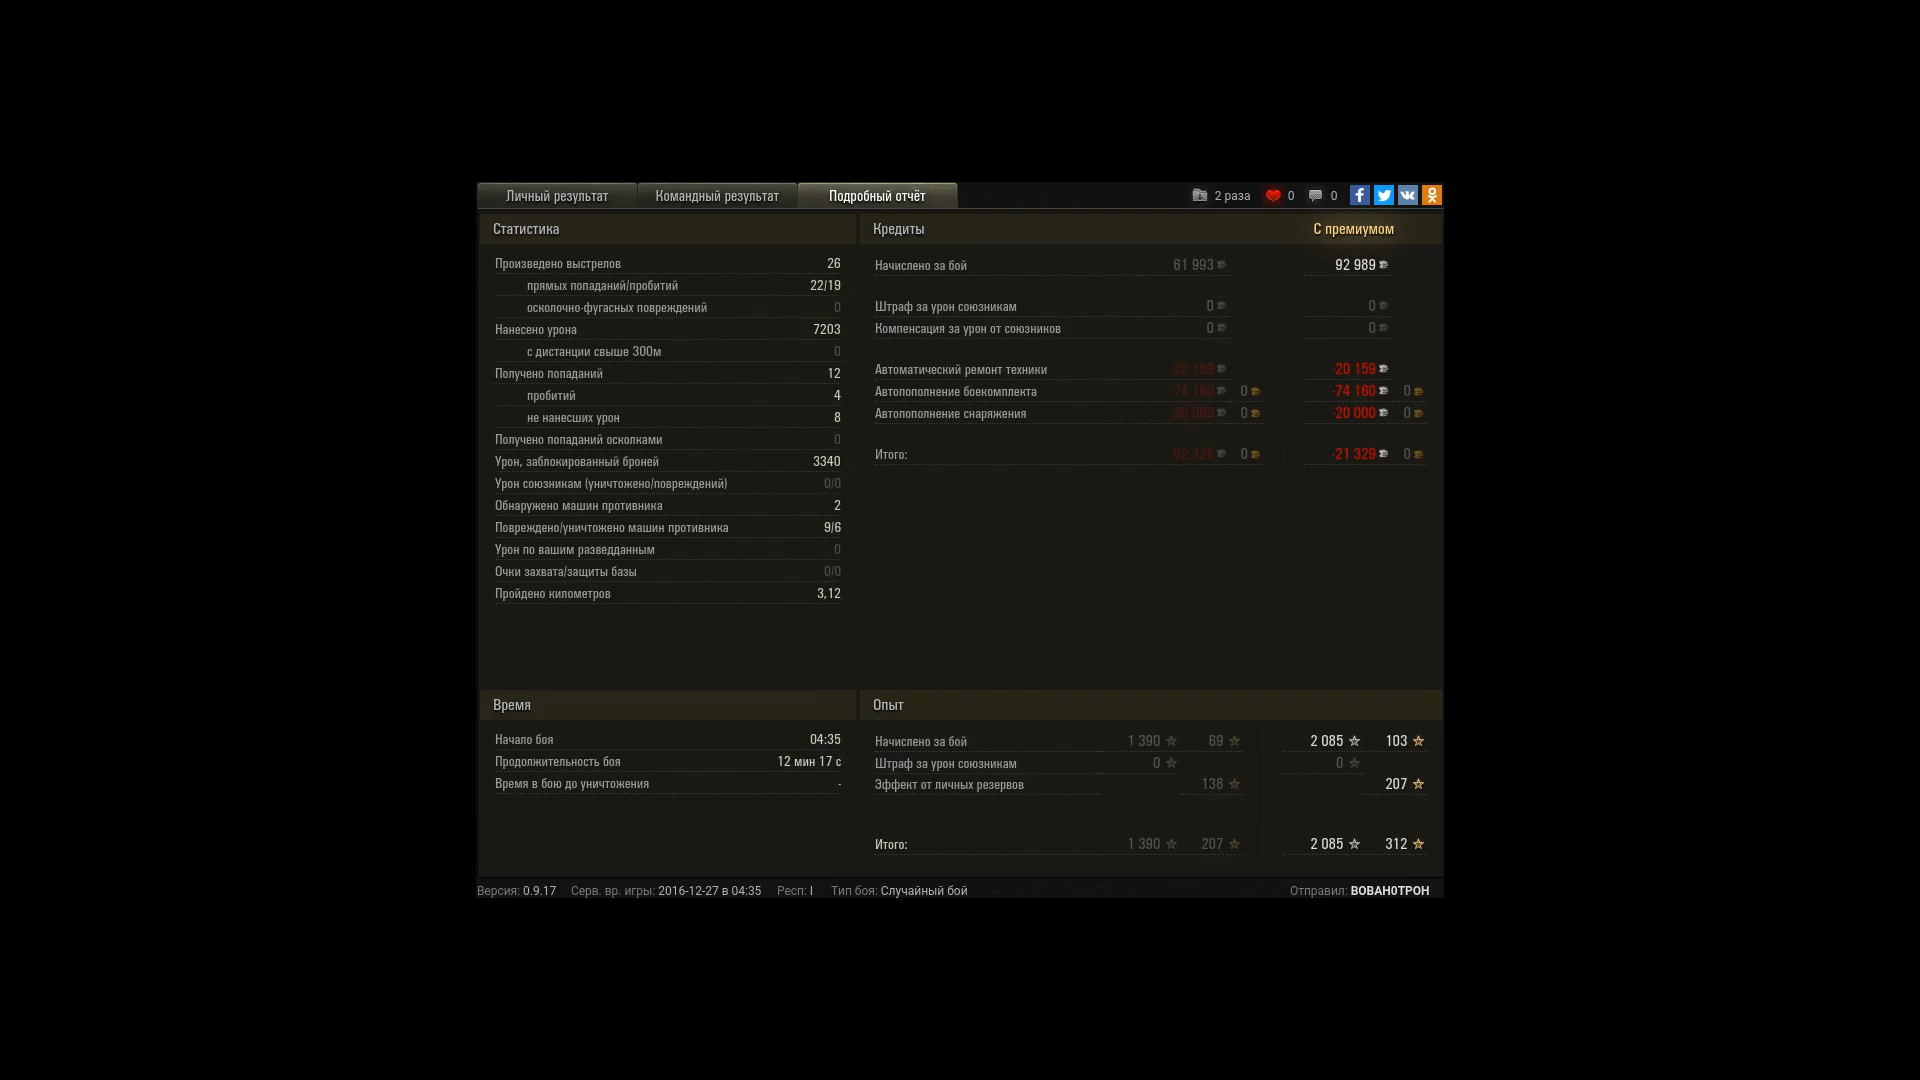 Личный результат Командный результат Подробный отчёт 2 раза 0 0
Статистика
Произведено выстрелов 26
прямых попаданий/пробитий 22/19
осколочно-фугасных повреждений 0
Нанесено урона 7203
с дистанции свыше 300м 0
Получено попаданий 12
пробитий 4
не нанесших урон 8
Получено попаданий осколками 0
Урон, заблокированный броней 3340
Урон союзникам (уничтожено/повреждений) 0/0
Обнаружено машин противника 2
Повреждено/уничтожено машин противника 9/6
Урон по вашим разведданным 0
Очки захвата/защиты базы 0/0
Пройдено километров 3,12
Кредиты С премиумом
Начислено за бой 61 993 92 989
Штраф за урон союзникам 0 0
Компенсация за урон от союзников 0 0
Автоматический ремонт техники -20 159 -20 159
Автопополнение боекомплекта -74 160 0 -74 160 0
Автопополнение снаряжения -20 000 0 -20 000 0
Итого: -52 326 0 -21 329 0
Время
Начало боя 04:35
Продолжительность боя 12 мин 17 с
Время в бою до уничтожения -
Опыт
Начислено за бой 1 390 69 2 085 103
Штраф за урон союзникам 0 0
Эффект от личных резервов 138 207
Итого: 1 390 207 2 085 312
Версия: 0.9.17 Серв. вр. игры: 2016-12-27 в 04:35 Респ: I Тип боя: Случайный бой Отправил: BOBAH0TPOH